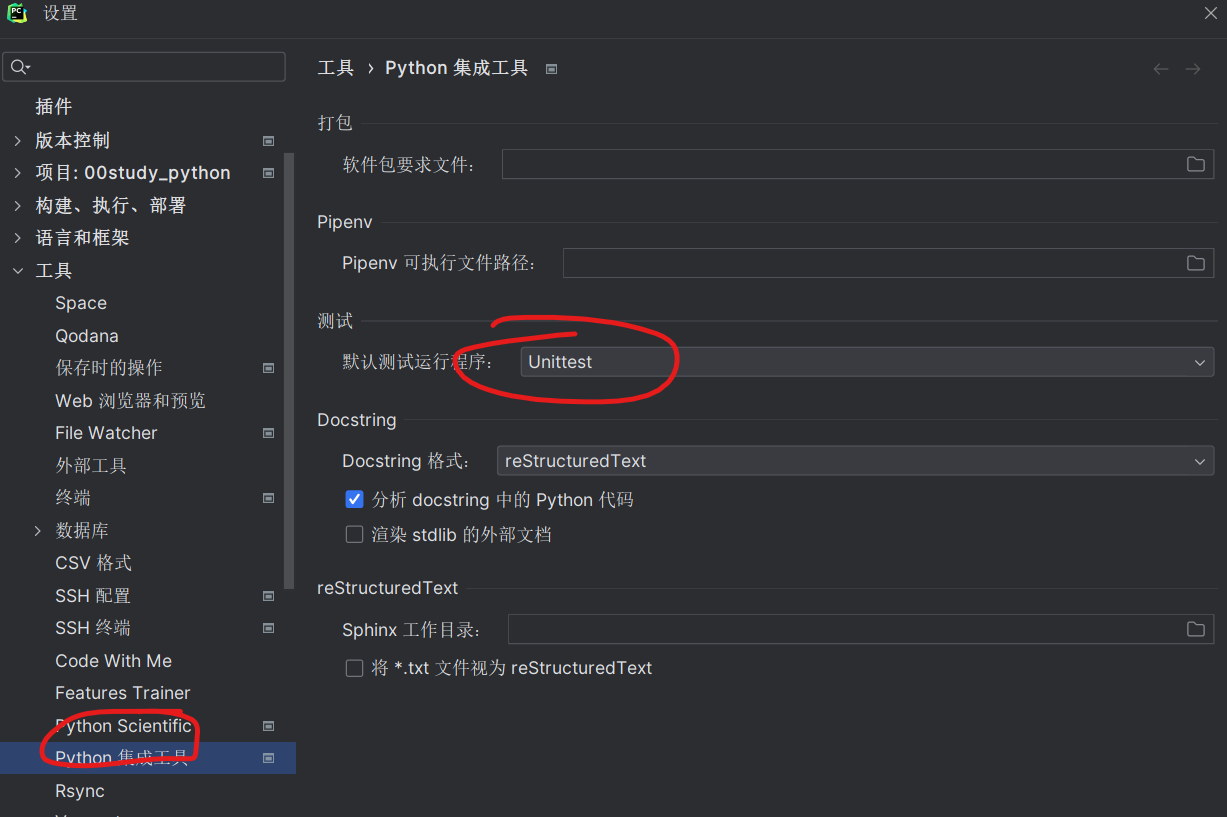 PC
设置
工具 › Python 集成工具
插件
版本控制
项目: 00study_python
构建、执行、部署
语言和框架
工具
Space
Qodana
保存时的操作
Web 浏览器和预览
File Watcher
外部工具
终端
数据库
CSV 格式
SSH 配置
SSH 终端
Code With Me
Features Trainer
Python Scientific
Python 集成工具
Rsync
打包
软件包要求文件:
Pipenv
Pipenv 可执行文件路径:
测试
默认测试运行程序: Unittest
Docstring
Docstring 格式: reStructuredText
分析 docstring 中的 Python 代码
渲染 stdlib 的外部文档
reStructuredText
Sphinx 工作目录:
将 *.txt 文件视为 reStructuredText